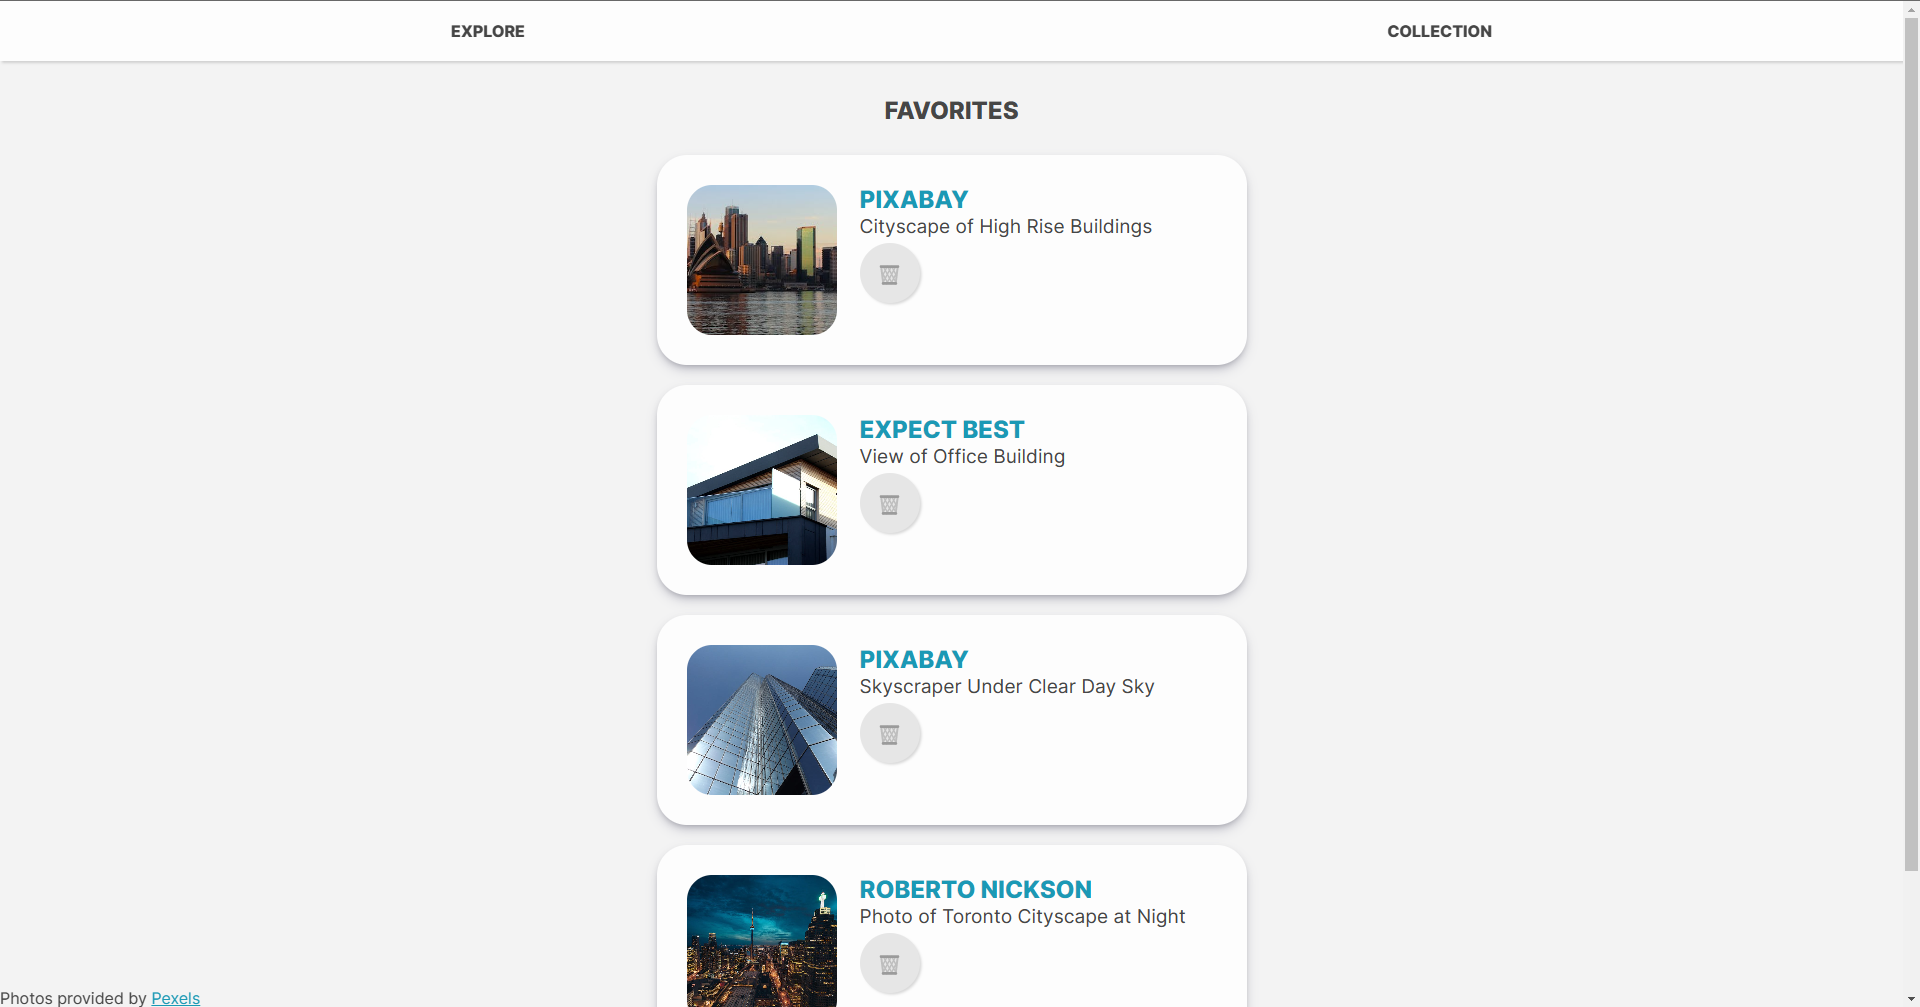 EXPLORE
COLLECTION
FAVORITES
PIXABAY
Cityscape of High Rise Buildings
EXPECT BEST
View of Office Building
PIXABAY
Skyscraper Under Clear Day Sky
ROBERTO NICKSON
Photo of Toronto Cityscape at Night
Photos provided by Pexels